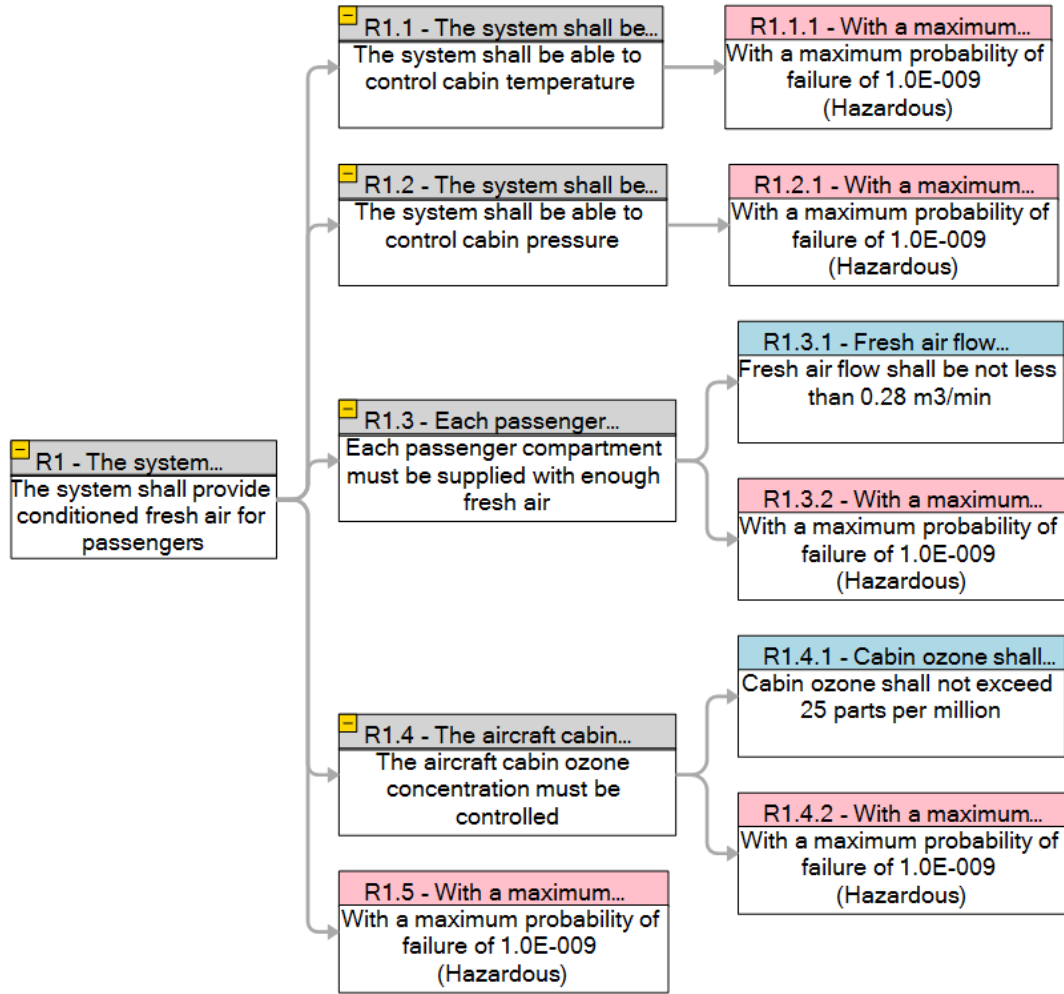 R1.1 - The system shall be...
The system shall be able to
control cabin temperature
R1.1.1 - With a maximum...
With a maximum probability of
failure of 1.0E-009
(Hazardous)
R1.2 - The system shall be...
The system shall be able to
control cabin pressure
R1.2.1 - With a maximum...
With a maximum probability of
failure of 1.0E-009
(Hazardous)
R1.3.1 - Fresh air flow...
Fresh air flow shall be not less
than 0.28 m3/min
R1.3 - Each passenger...
Each passenger compartment
must be supplied with enough
fresh air
R1 - The system...
The system shall provide
conditioned fresh air for
passengers
R1.3.2 - With a maximum...
With a maximum probability of
failure of 1.0E-009
(Hazardous)
R1.4.1 - Cabin ozone shall...
Cabin ozone shall not exceed
25 parts per million
R1.4 - The aircraft cabin...
The aircraft cabin ozone
concentration must be
controlled
R1.4.2 - With a maximum...
With a maximum probability of
failure of 1.0E-009
(Hazardous)
R1.5 - With a maximum...
With a maximum probability of
failure of 1.0E-009
(Hazardous)